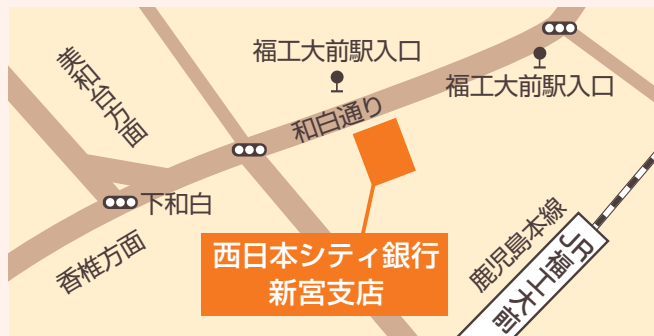 美和台方面
福工大前駅入口
福工大前駅入口
和白通り
下和白
香椎方面
西日本シティ銀行
新宮支店
鹿児島本線
JR福工大前